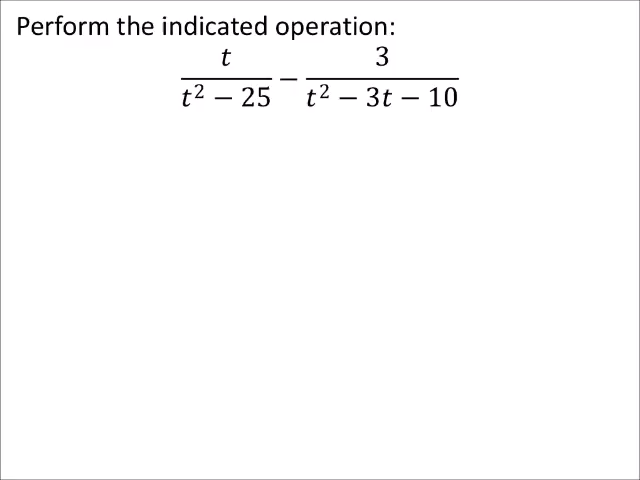 Perform the indicated operation:
t/(t² − 25) − 3/(t² − 3t − 10)